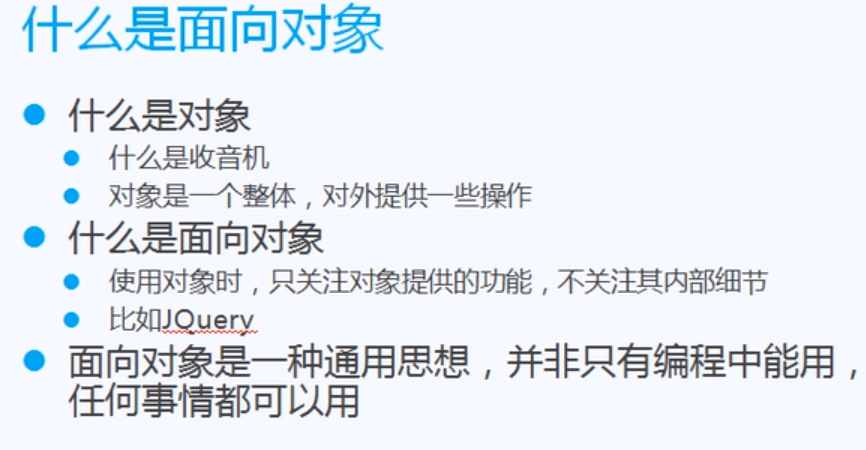 什么是面向对象
什么是对象
什么是收音机
对象是一个整体，对外提供一些操作
什么是面向对象
使用对象时，只关注对象提供的功能，不关注其内部细节
比如JQuery
面向对象是一种通用思想，并非只有编程中能用，
任何事情都可以用